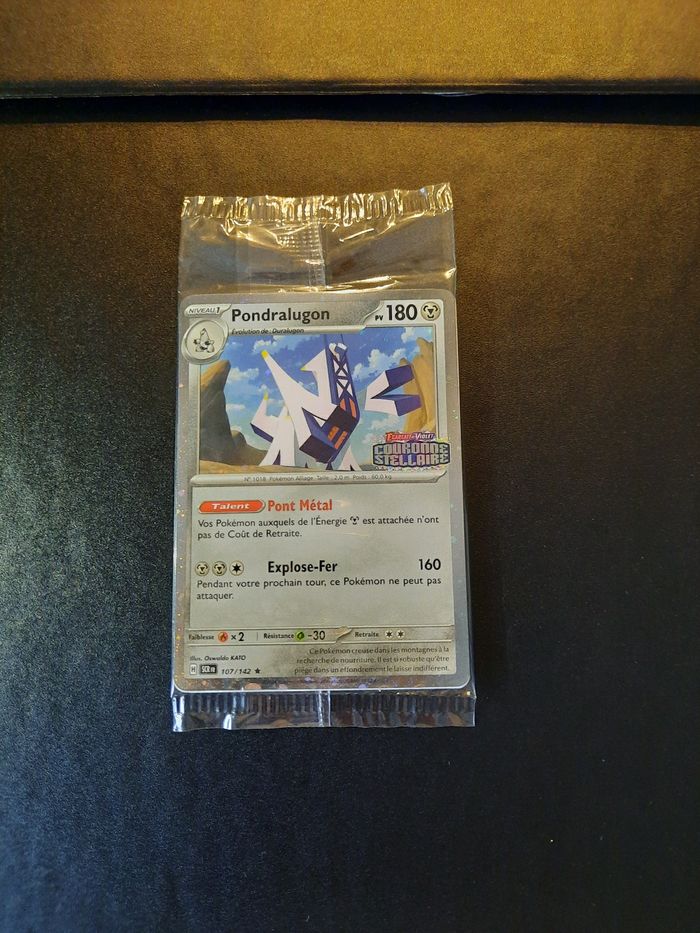 NIVEAU 1
Pondralugon
PV 180
Évolution de : Duralugon
ÉCARLATE & VIOLET
COURONNE
STELLAIRE
N° 1018 Pokémon Alliage Taille : 2,0 m Poids : 60,0 kg
Talent Pont Métal
Vos Pokémon auxquels de l'Énergie est attachée n'ont
pas de Coût de Retraite.
Explose-Fer 160
Pendant votre prochain tour, ce Pokémon ne peut pas
attaquer.
Faiblesse x2 Résistance -30 Retraite
Illus. Oswaldo KATO
Ce Pokémon creuse dans les montagnes à la
recherche de nourriture. Il est si robuste qu'être
piégé dans un effondrement le laisse indifférent.
H SCR FR 107/142